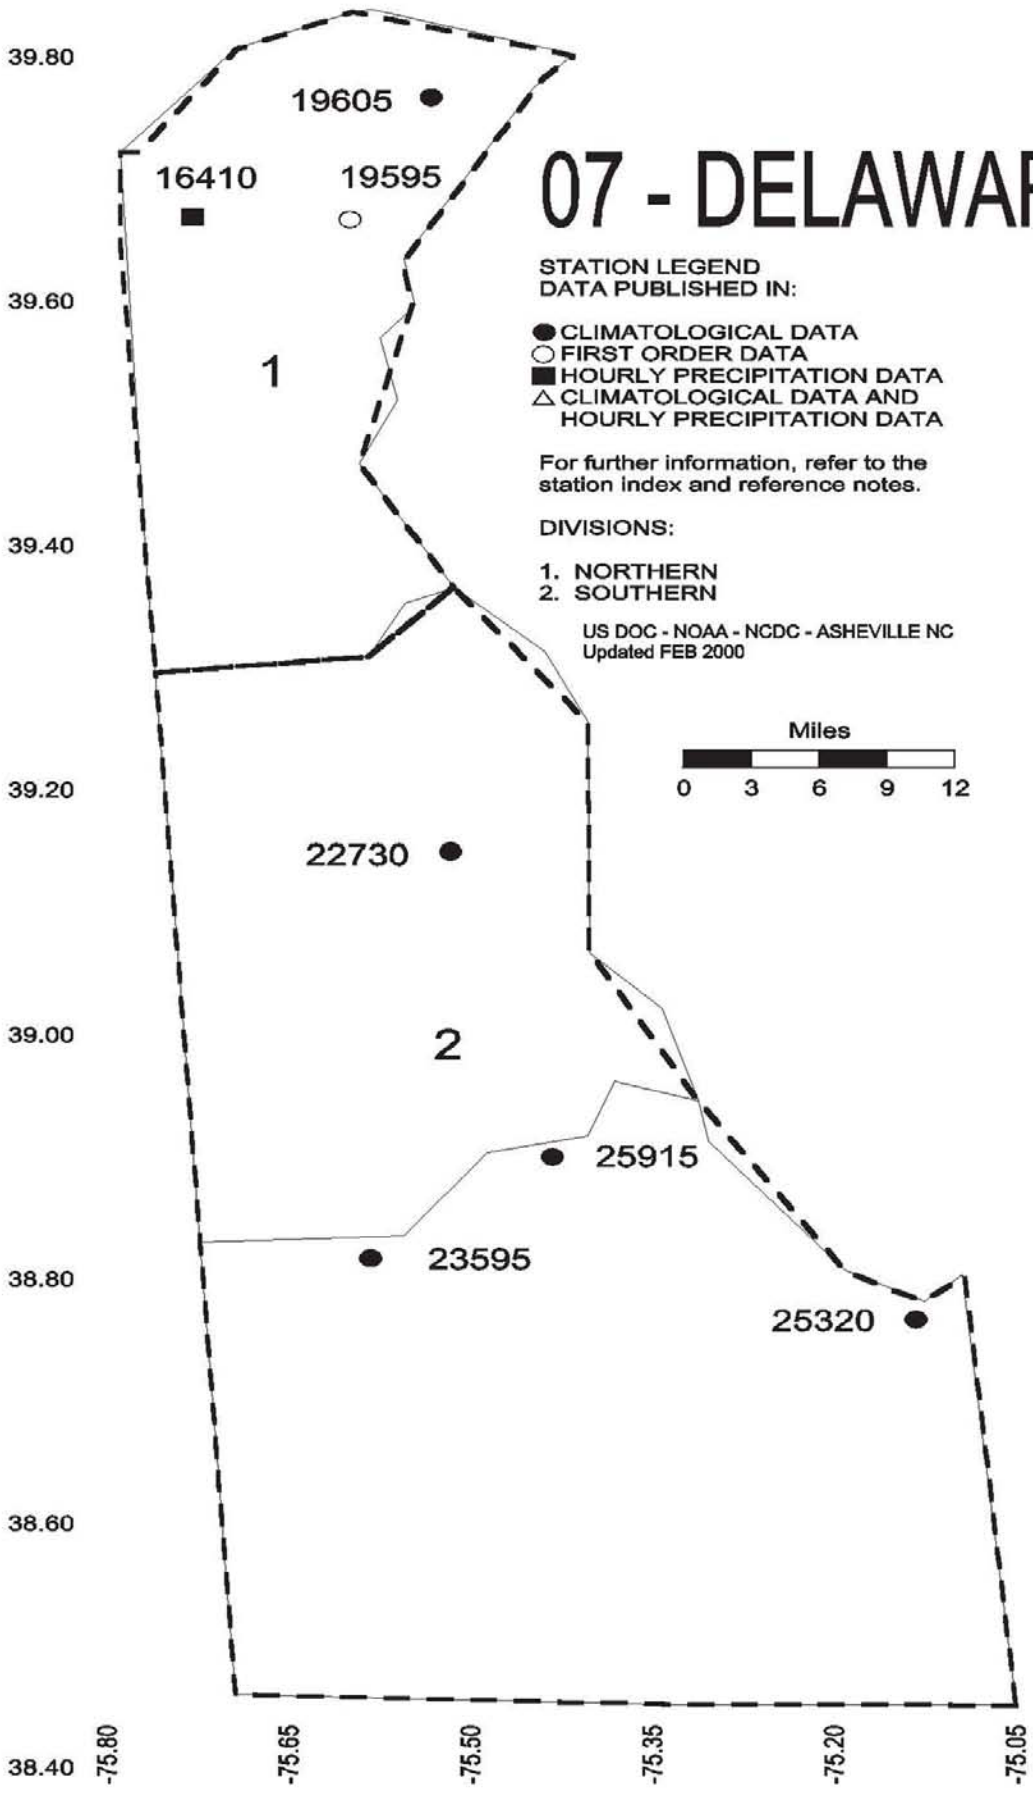 39.80
19605
16410 19595
07 - DELAWAR
STATION LEGEND
DATA PUBLISHED IN:
CLIMATOLOGICAL DATA
FIRST ORDER DATA
HOURLY PRECIPITATION DATA
CLIMATOLOGICAL DATA AND
HOURLY PRECIPITATION DATA
39.60
1
For further information, refer to the
station index and reference notes.
DIVISIONS:
39.40
1. NORTHERN
2. SOUTHERN
US DOC - NOAA - NCDC - ASHEVILLE NC
Updated FEB 2000
Miles
0 3 6 9 12
39.20
22730
39.00
2
25915
23595
38.80
25320
38.60
38.40
-75.80 -75.65 -75.50 -75.35 -75.20 -75.05